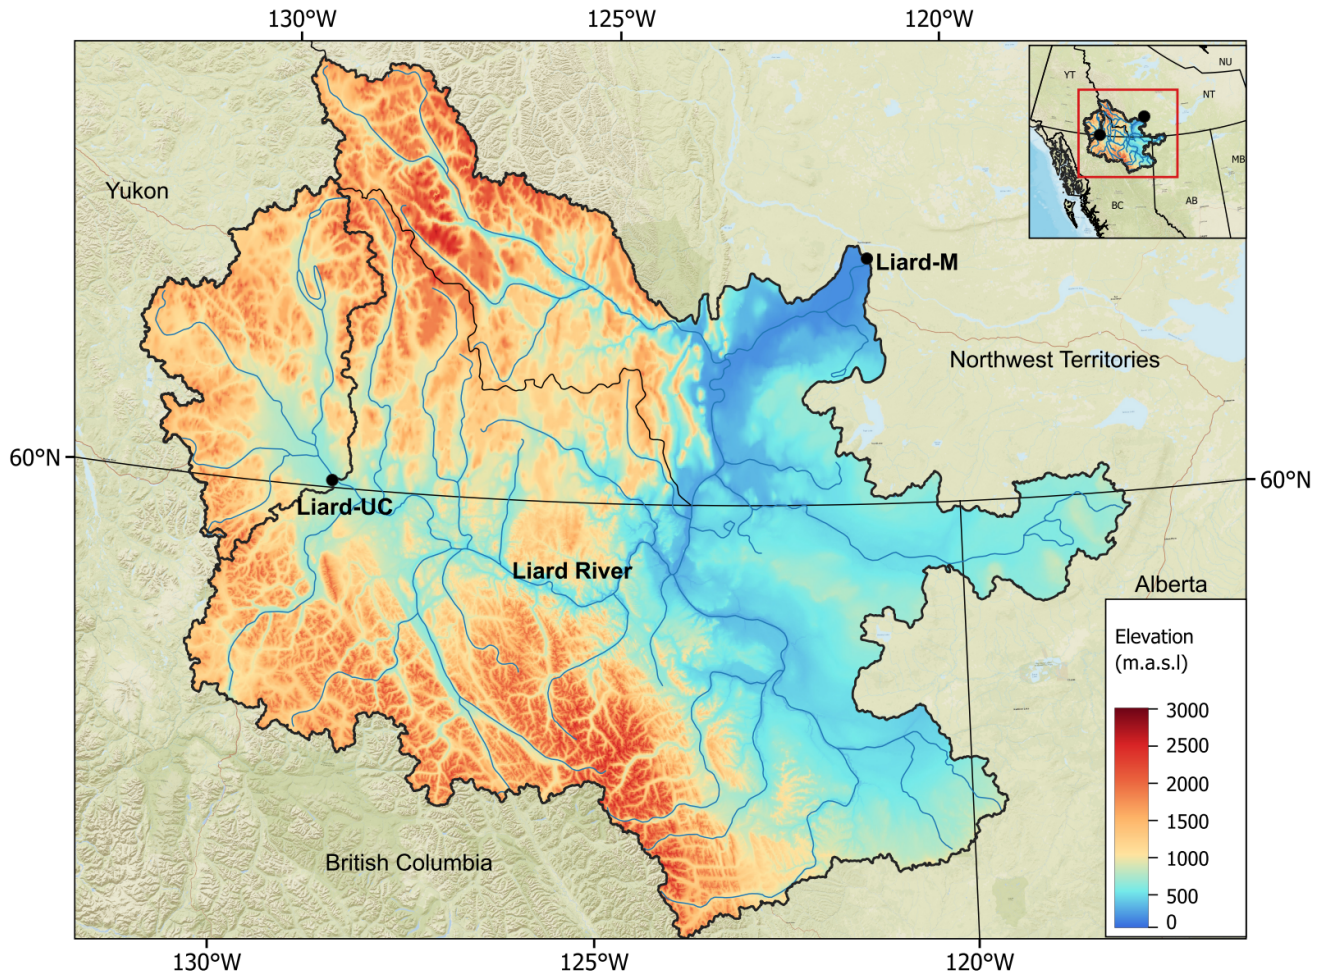 130°W 125°W 120°W
YT
NU
NT
MB
BC
AB
Yukon
Liard-M
Northwest Territories
60°N
60°N
Liard-UC
Liard River
Alberta
Elevation
(m.a.s.l)
3000
2500
2000
1500
1000
500
0
British Columbia
130°W 125°W 120°W